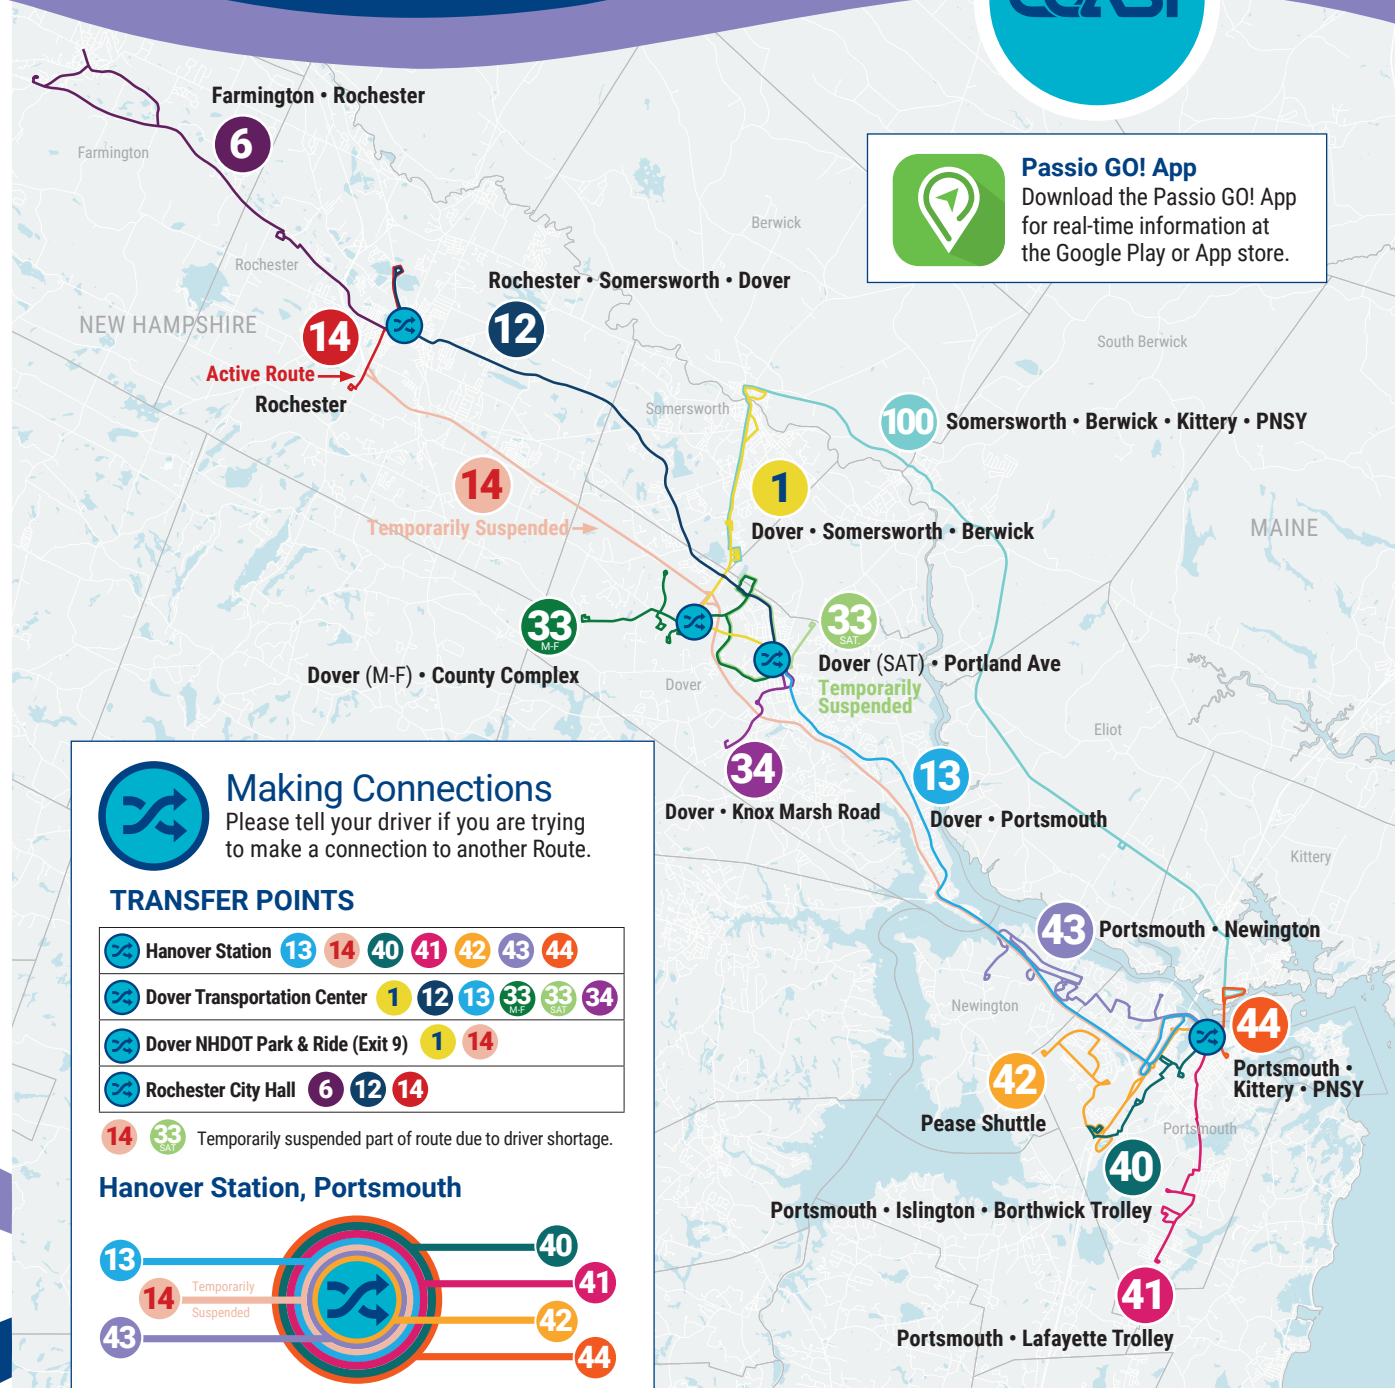 COAST
Farmington • Rochester
6
Farmington
Passio GO! App
Download the Passio GO! App
for real-time information at
the Google Play or App store.
Berwick
Rochester
Rochester • Somersworth • Dover
12
NEW HAMPSHIRE
14
Active Route
Rochester
South Berwick
Somersworth
100 Somersworth • Berwick • Kittery • PNSY
14
Temporarily Suspended
1
Dover • Somersworth • Berwick
MAINE
33
M-F
Dover (M-F) • County Complex
33
SAT.
Dover (SAT) • Portland Ave
Temporarily
Suspended
Dover
Eliot
34
Dover • Knox Marsh Road
13
Dover • Portsmouth
Kittery
43 Portsmouth • Newington
Newington
44
Portsmouth •
Kittery • PNSY
42
Pease Shuttle
Portsmouth
40
Portsmouth • Islington • Borthwick Trolley
41
Portsmouth • Lafayette Trolley
Making Connections
Please tell your driver if you are trying
to make a connection to another Route.
TRANSFER POINTS
Hanover Station 13 14 40 41 42 43 44
Dover Transportation Center 1 12 13 33 M-F 33 SAT 34
Dover NHDOT Park & Ride (Exit 9) 1 14
Rochester City Hall 6 12 14
14 33 SAT Temporarily suspended part of route due to driver shortage.
Hanover Station, Portsmouth
13
14 Temporarily
Suspended
43
40
41
42
44